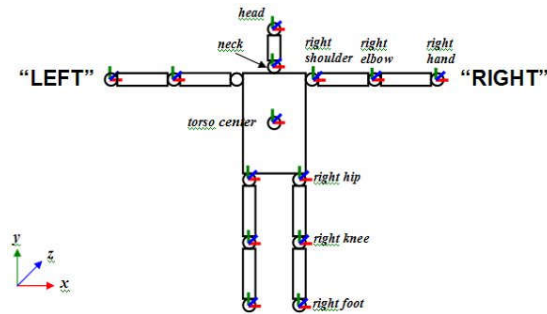 head
neck
right
shoulder
right
elbow
right
hand
“LEFT”
“RIGHT”
torso center
right hip
right knee
right foot
y
z
x